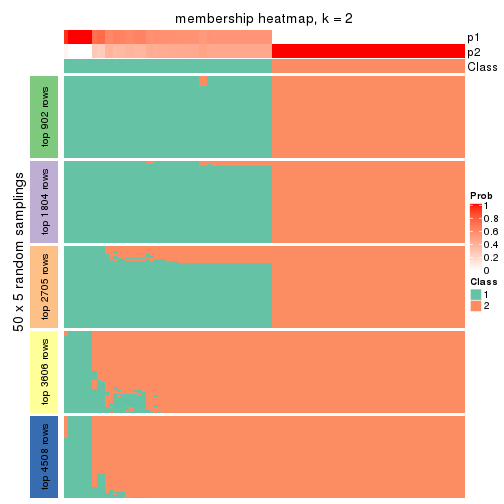 membership heatmap, k = 2
p1
p2
Class
50 x 5 random samplings
top 902 rows
top 1804 rows
top 2705 rows
top 3606 rows
top 4508 rows
Prob
1
0.8
0.6
0.4
0.2
0
Class
1
2